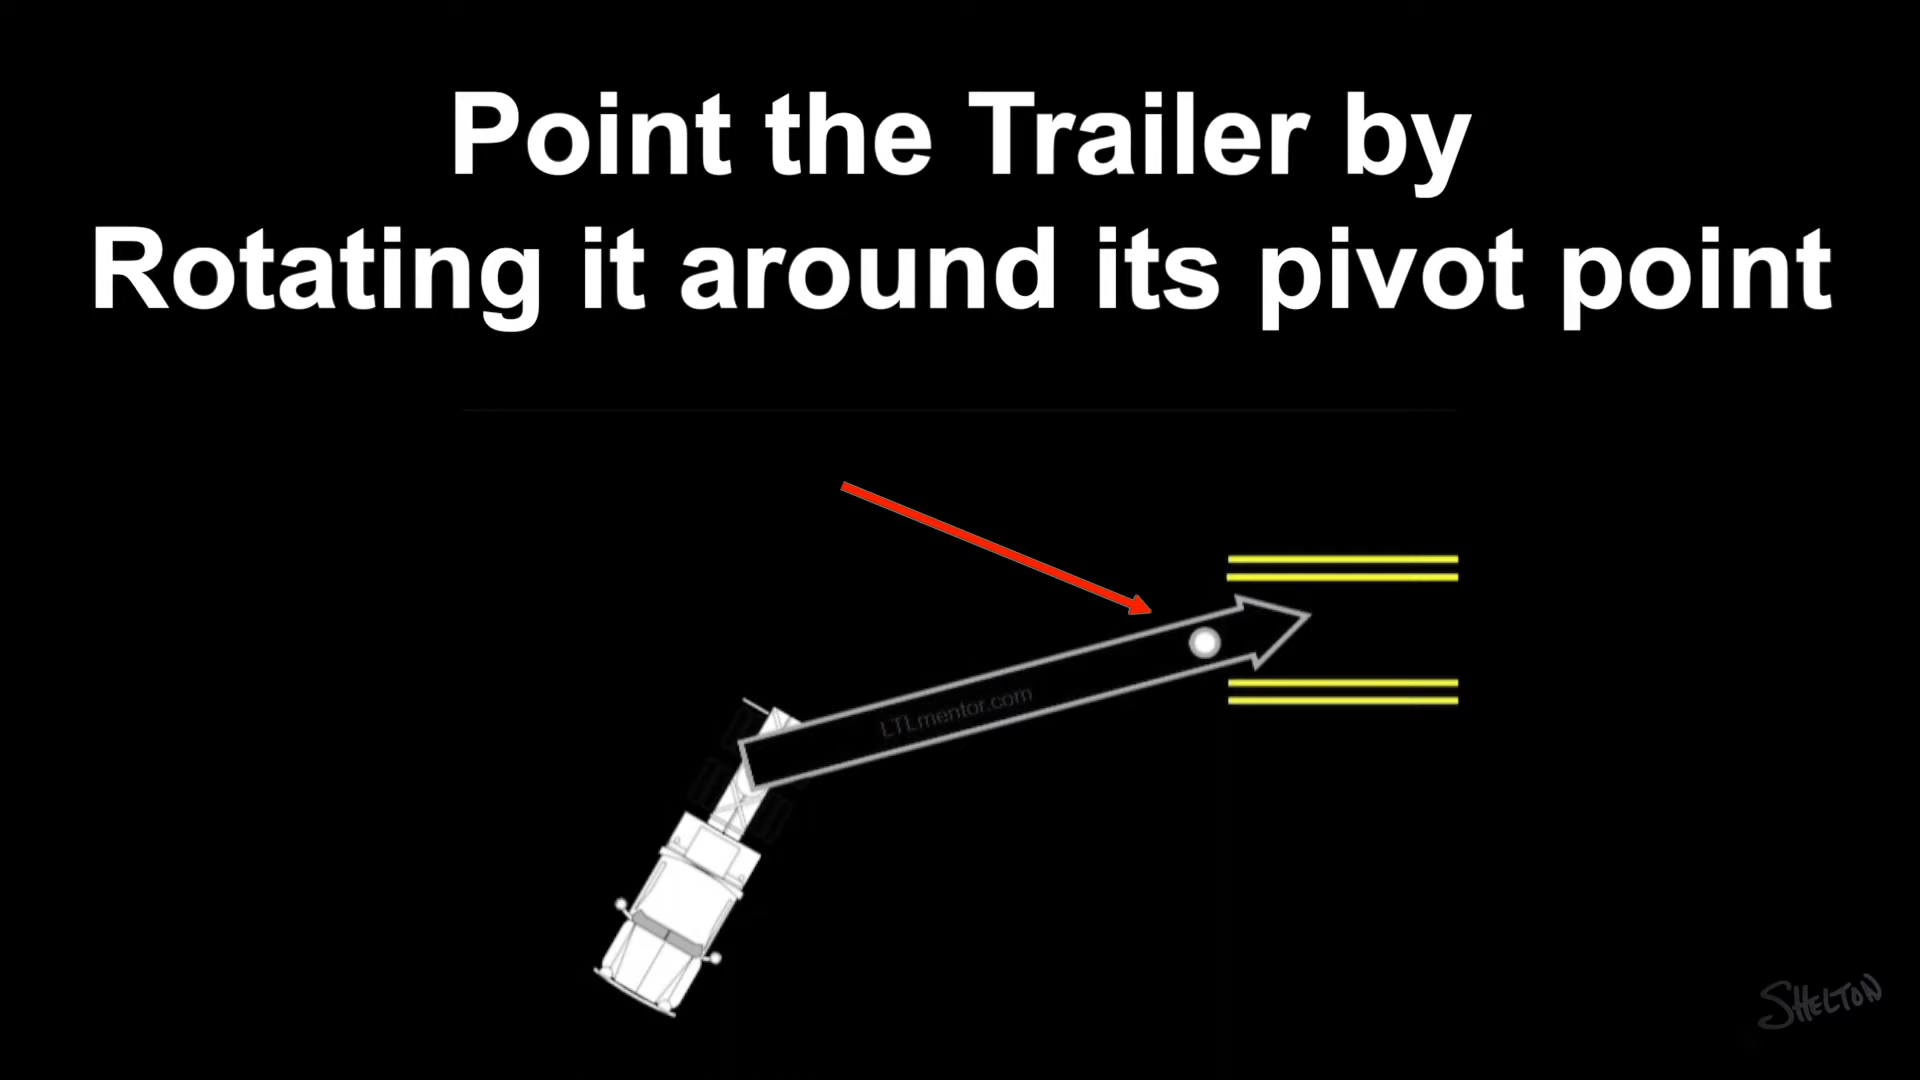 Point the Trailer by
Rotating it around its pivot point
LTLmentor.com
SHELTON